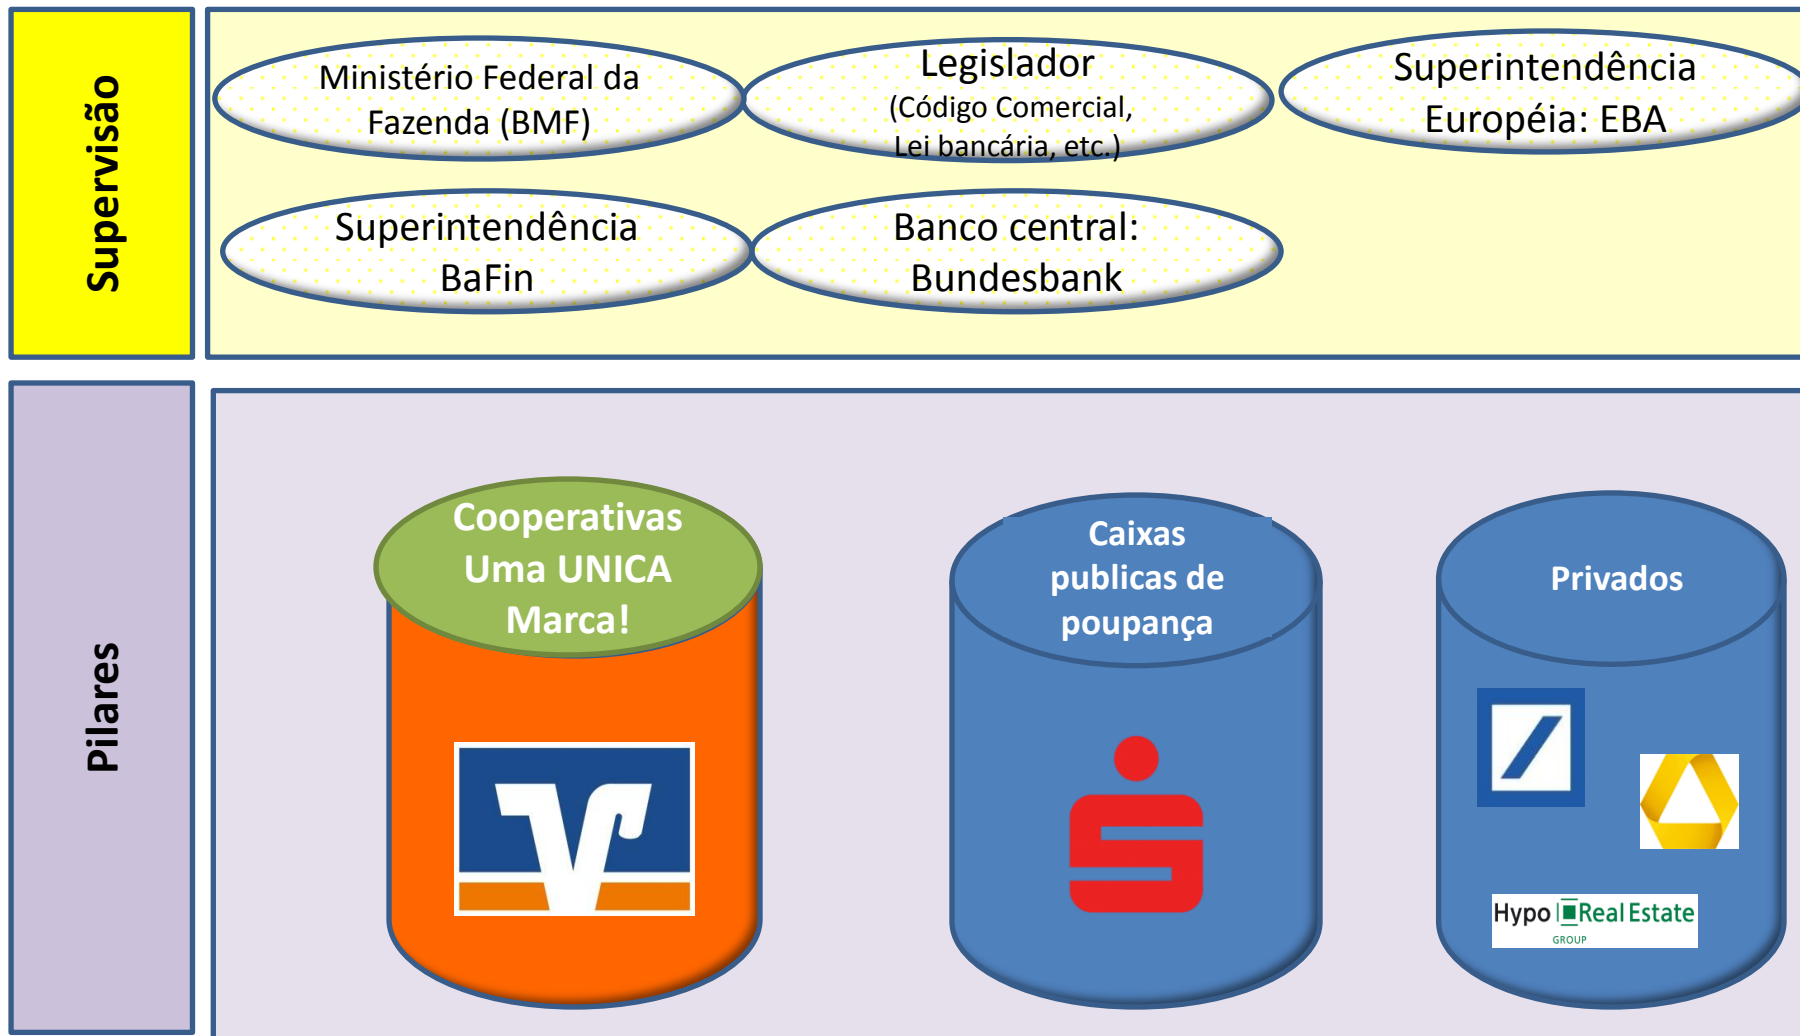 Supervisão
Ministério Federal da
Fazenda (BMF)
Legislador
(Código Comercial,
Lei bancária, etc.)
Superintendência
Européia: EBA
Superintendência
BaFin
Banco central:
Bundesbank
Pilares
Cooperativas
Uma UNICA
Marca!
Caixas
publicas de
poupança
Privados
Hypo Real Estate
GROUP